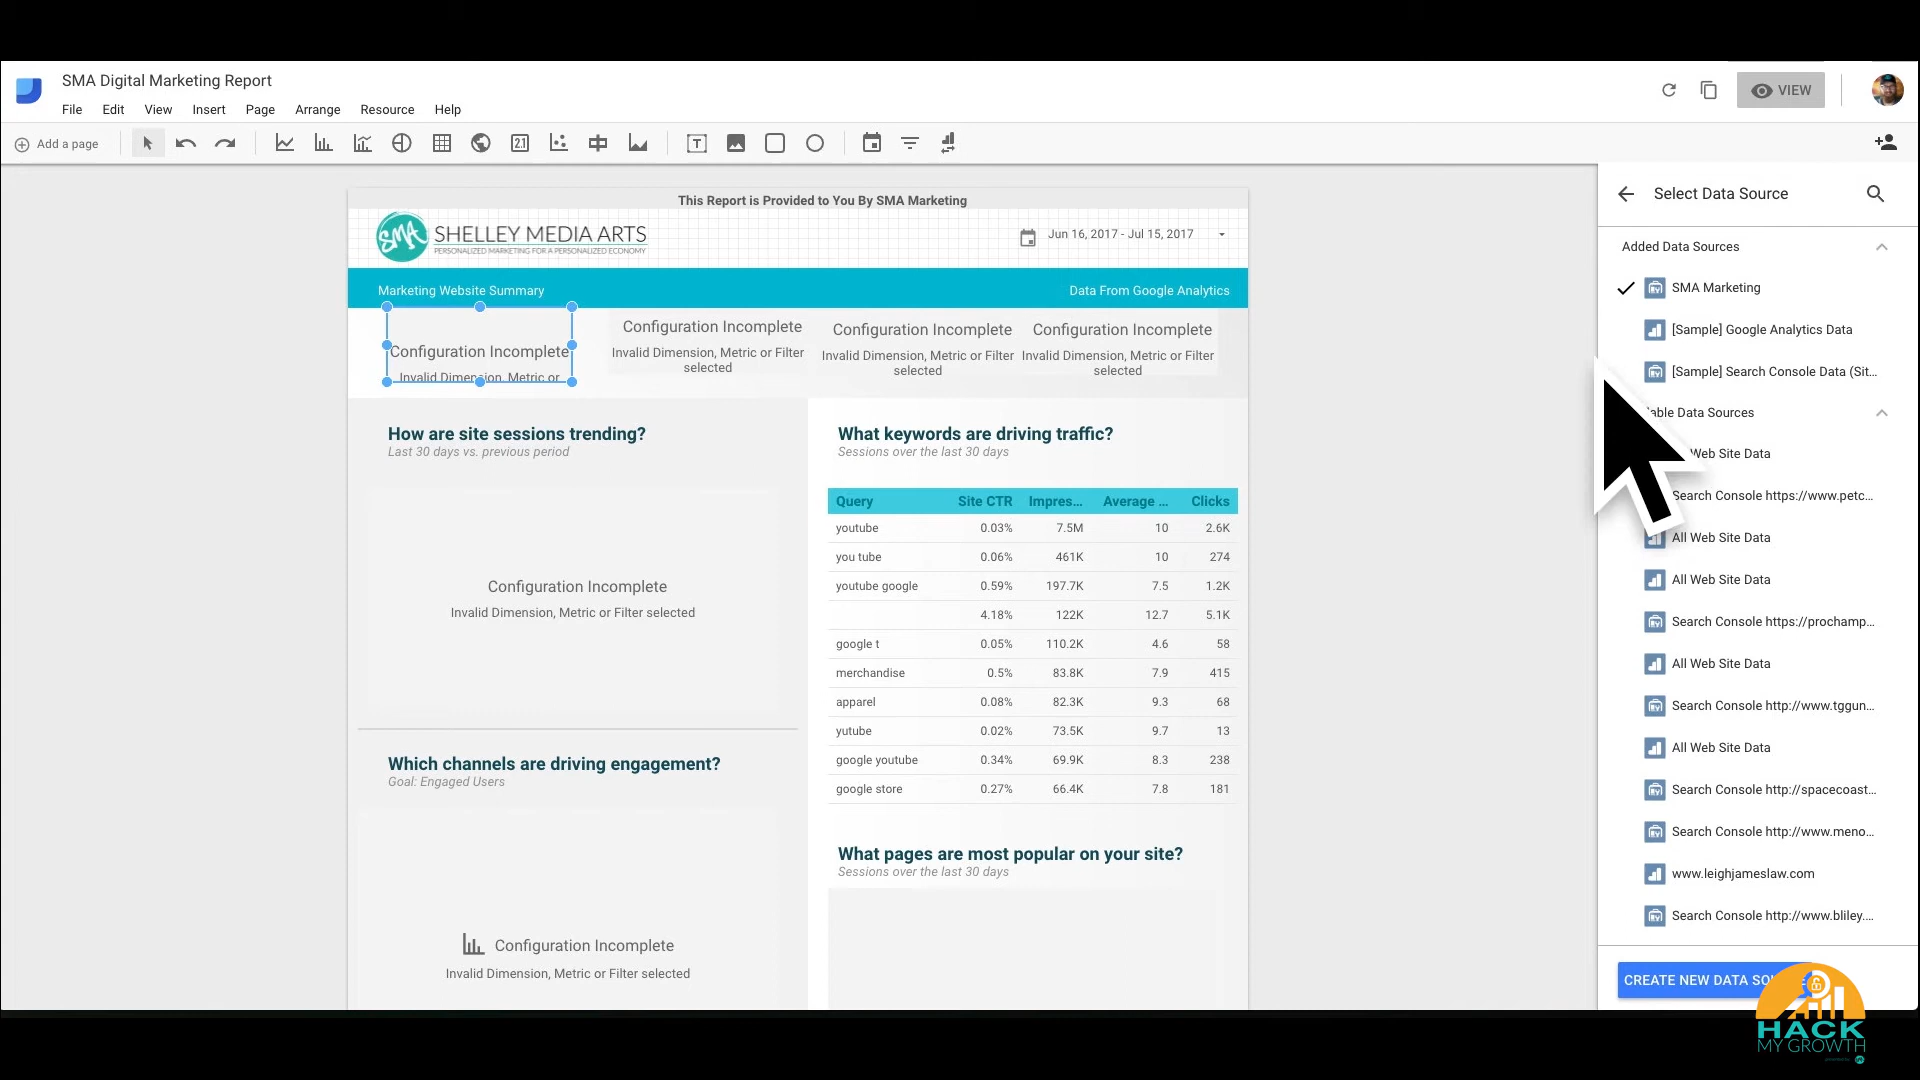 SMA Digital Marketing Report
File Edit View Insert Page Arrange Resource Help
VIEW
Add a page
This Report is Provided to You By SMA Marketing
SMA
SHELLEY MEDIA ARTS
PERSONALIZED MARKETING FOR A PERSONALIZED ECONOMY
Jun 16, 2017 - Jul 15, 2017
Marketing Website Summary
Data From Google Analytics
Configuration Incomplete
Invalid Dimension, Metric or
Configuration Incomplete
Invalid Dimension, Metric or Filter
selected
Configuration Incomplete
Invalid Dimension, Metric or Filter
selected
Configuration Incomplete
Invalid Dimension, Metric or Filter
selected
How are site sessions trending?
Last 30 days vs. previous period
Configuration Incomplete
Invalid Dimension, Metric or Filter selected
Which channels are driving engagement?
Goal: Engaged Users
Configuration Incomplete
Invalid Dimension, Metric or Filter selected
What keywords are driving traffic?
Sessions over the last 30 days
Query Site CTR Impres... Average ... Clicks
youtube 0.03% 7.5M 10 2.6K
you tube 0.06% 461K 10 274
youtube google 0.59% 197.7K 7.5 1.2K
4.18% 122K 12.7 5.1K
google t 0.05% 110.2K 4.6 58
merchandise 0.5% 83.8K 7.9 415
apparel 0.08% 82.3K 9.3 68
yutube 0.02% 73.5K 9.7 13
google youtube 0.34% 69.9K 8.3 238
google store 0.27% 66.4K 7.8 181
What pages are most popular on your site?
Sessions over the last 30 days
Select Data Source
Added Data Sources
SMA Marketing
[Sample] Google Analytics Data
[Sample] Search Console Data (Sit...
Data Sources
Web Site Data
Search Console https://www.petc...
All Web Site Data
All Web Site Data
Search Console https://prochamp...
All Web Site Data
Search Console http://www.tggun...
All Web Site Data
Search Console http://spacecoast...
Search Console http://www.meno...
www.leighjameslaw.com
Search Console http://www.bliley....
CREATE NEW DATA SO
HACK
MY GROWTH